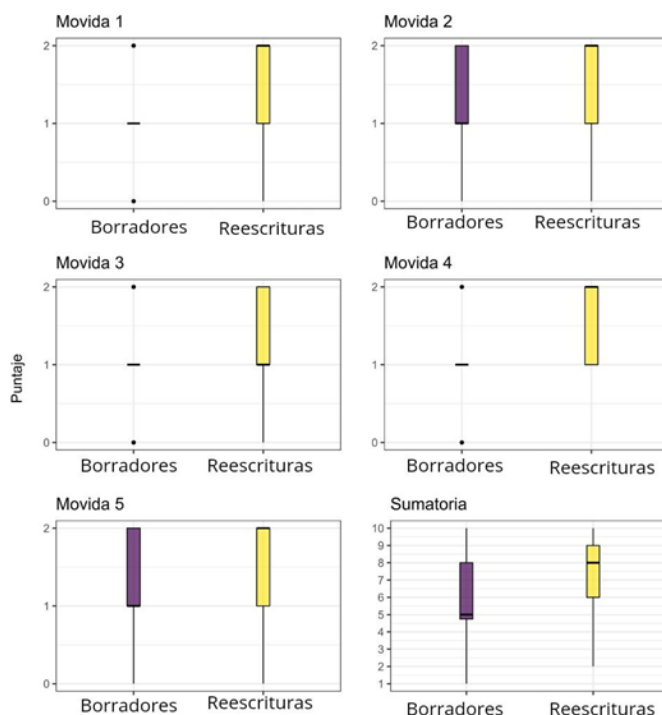 Movida 1
2
1
0
Borradores Reescrituras
Movida 2
2
1
0
Borradores Reescrituras
Puntaje
Movida 3
2
1
0
Borradores Reescrituras
Movida 4
2
1
0
Borradores Reescrituras
Movida 5
2
1
0
Borradores Reescrituras
Sumatoria
10
9
8
7
6
5
4
3
2
1
Borradores Reescrituras